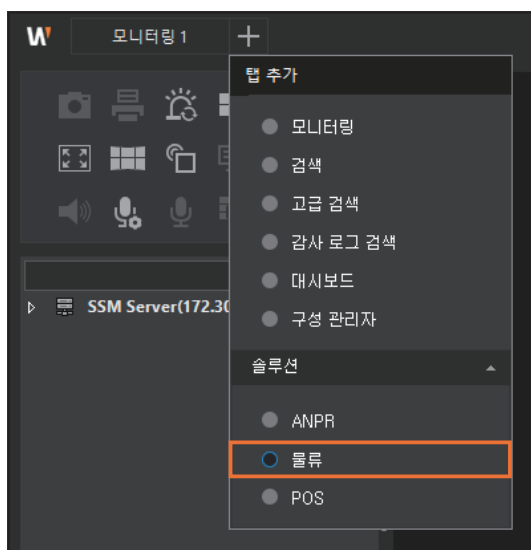 모니터링 1
탭 추가
모니터링
검색
고급 검색
감사 로그 검색
대시보드
구성 관리자
SSM Server(172.30
솔루션
ANPR
물류
POS